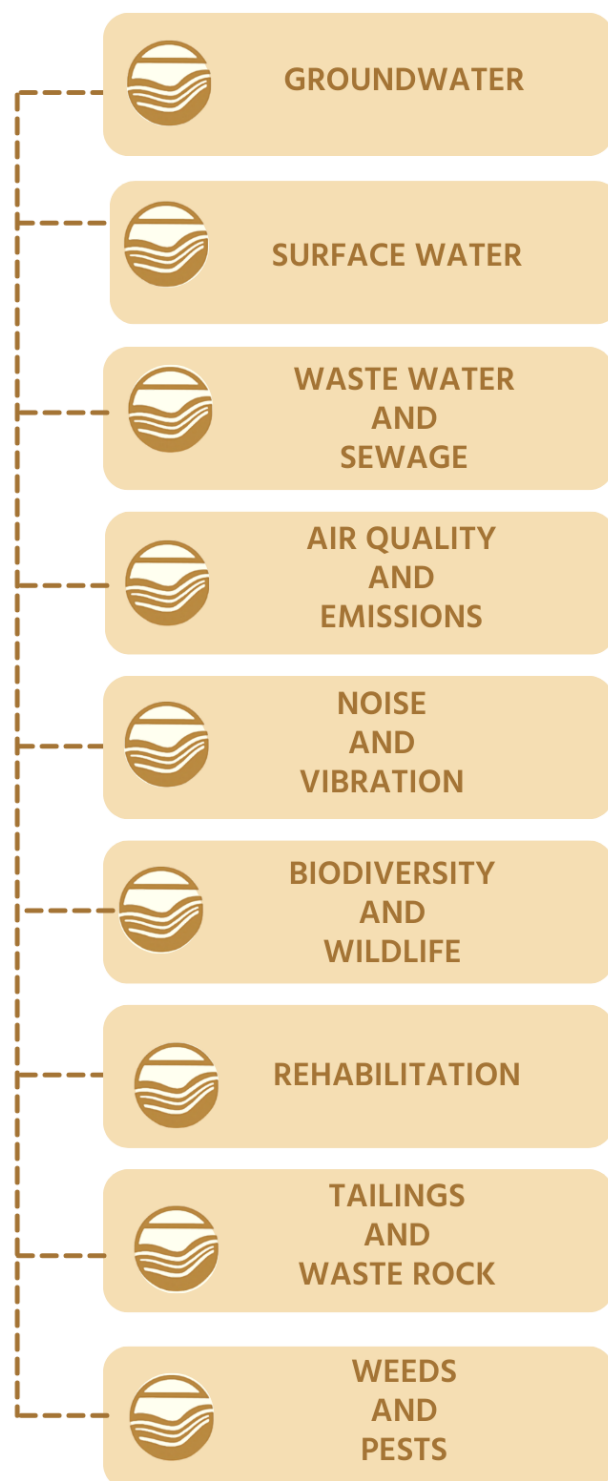 GROUNDWATER
SURFACE WATER
WASTE WATER
AND
SEWAGE
AIR QUALITY
AND
EMISSIONS
NOISE
AND
VIBRATION
BIODIVERSITY
AND
WILDLIFE
REHABILITATION
TAILINGS
AND
WASTE ROCK
WEEDS
AND
PESTS